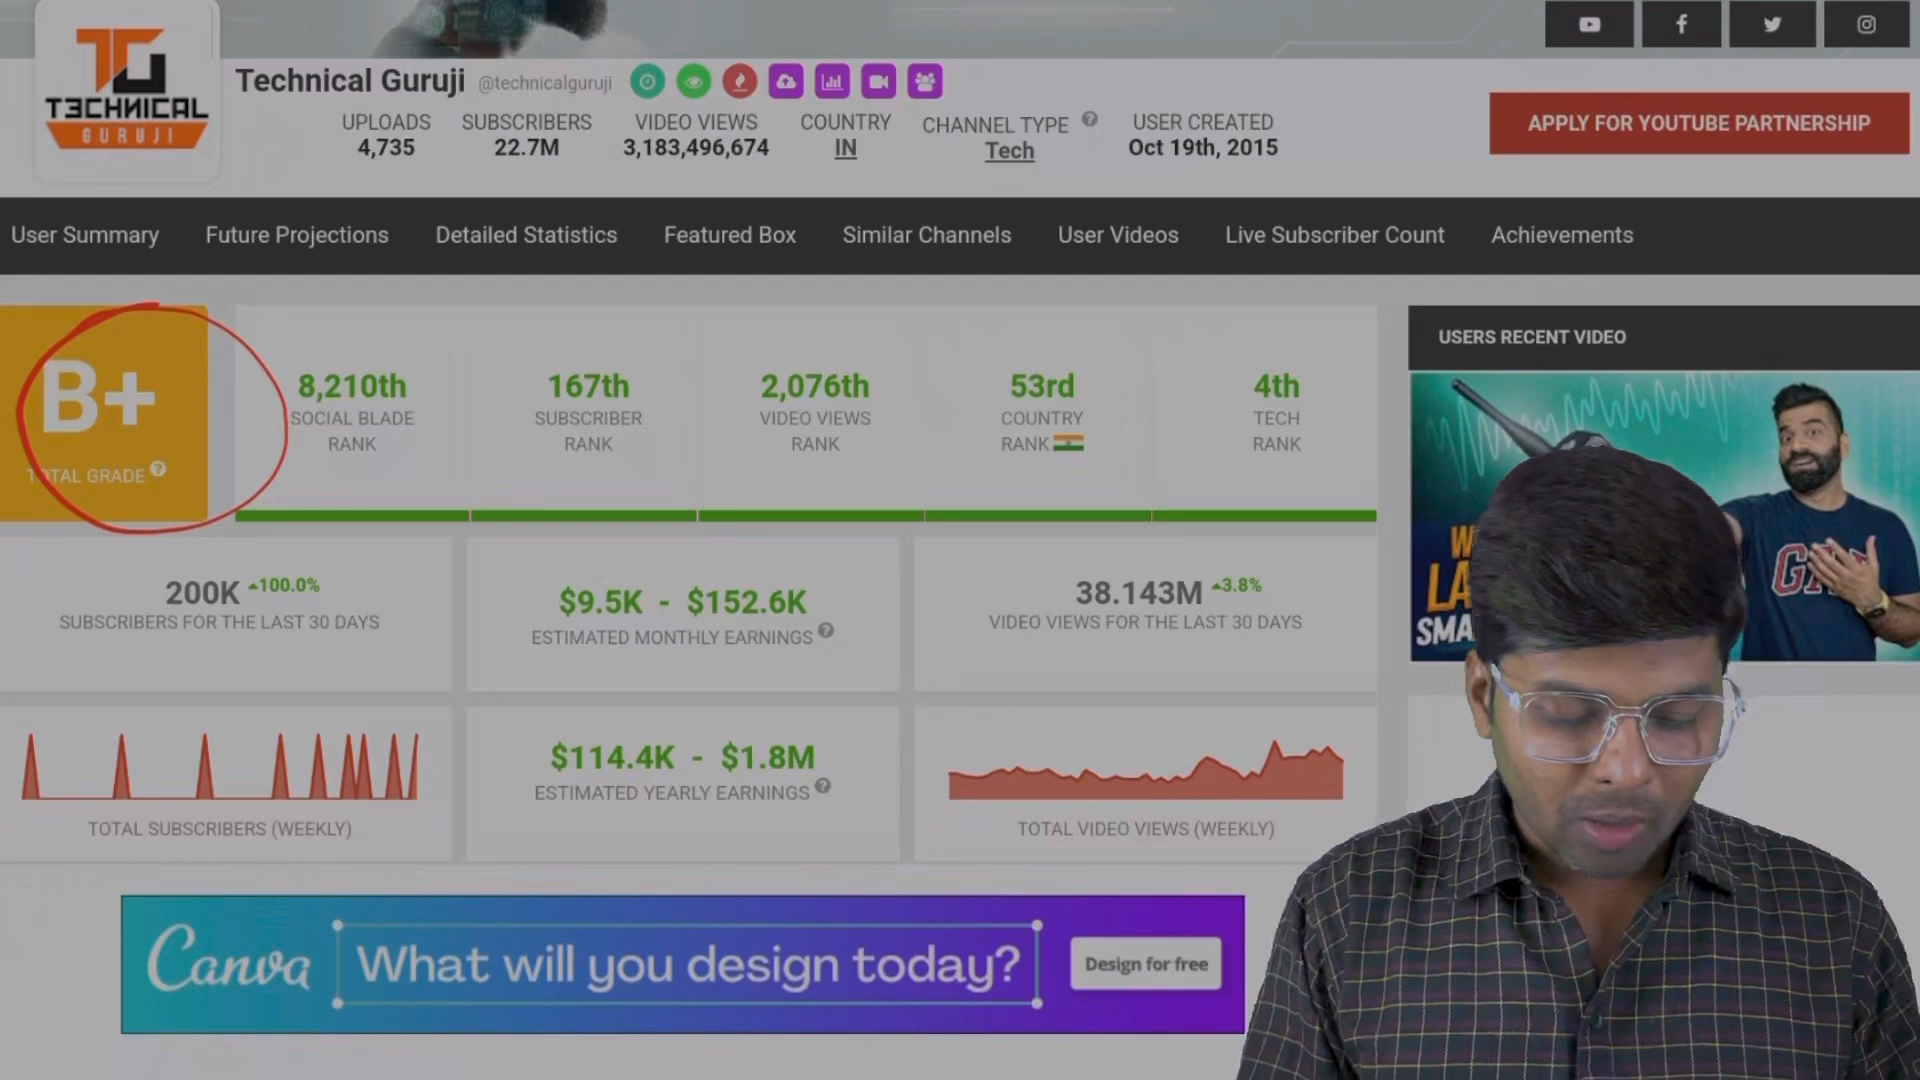 TECHNICAL
GURUJI
Technical Guruji @technicalguruji
UPLOADS
4,735
SUBSCRIBERS
22.7M
VIDEO VIEWS
3,183,496,674
COUNTRY
IN
CHANNEL TYPE ?
Tech
USER CREATED
Oct 19th, 2015
APPLY FOR YOUTUBE PARTNERSHIP
User Summary Future Projections Detailed Statistics Featured Box Similar Channels User Videos Live Subscriber Count Achievements
B+
TOTAL GRADE ?
8,210th
SOCIAL BLADE
RANK
167th
SUBSCRIBER
RANK
2,076th
VIDEO VIEWS
RANK
53rd
COUNTRY
RANK
4th
TECH
RANK
USERS RECENT VIDEO
200K 100.0%
SUBSCRIBERS FOR THE LAST 30 DAYS
$9.5K - $152.6K
ESTIMATED MONTHLY EARNINGS ?
38.143M 3.8%
VIDEO VIEWS FOR THE LAST 30 DAYS
TOTAL SUBSCRIBERS (WEEKLY)
$114.4K - $1.8M
ESTIMATED YEARLY EARNINGS ?
TOTAL VIDEO VIEWS (WEEKLY)
Canva
What will you design today?
Design for free